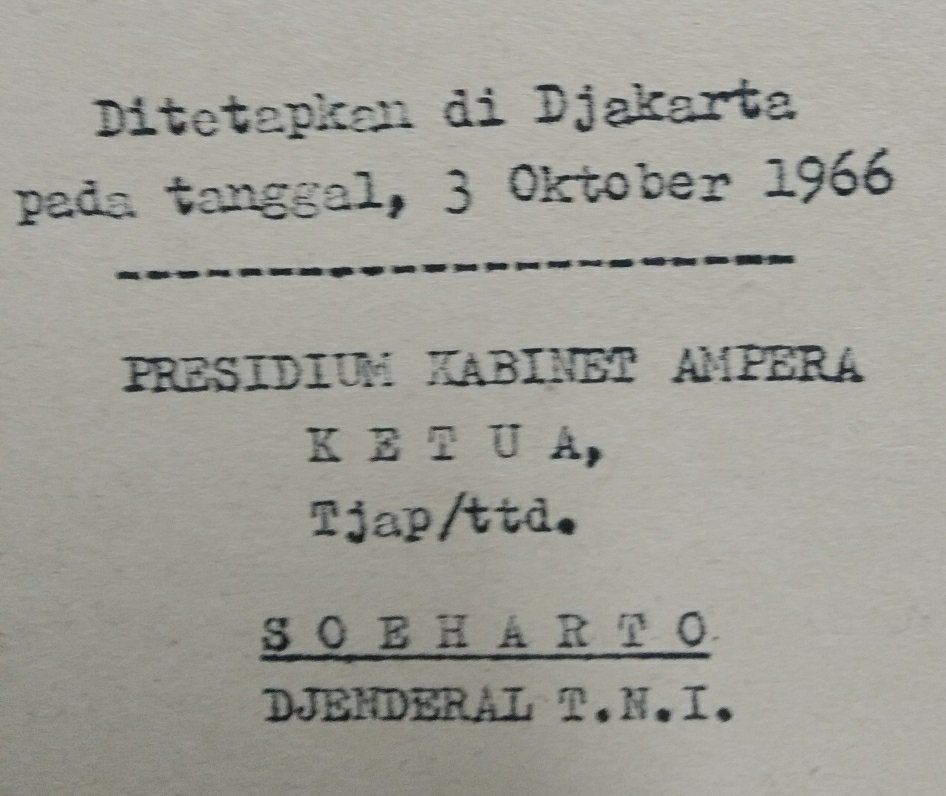 Ditetapkan di Djakarta
pada tanggal, 3 Oktober 1966
-----------------------
PRESIDIUM KABINET AMPERA
K E T U A,
Tjap/ttd.
S O E H A R T O
DJENDERAL T.N.I.